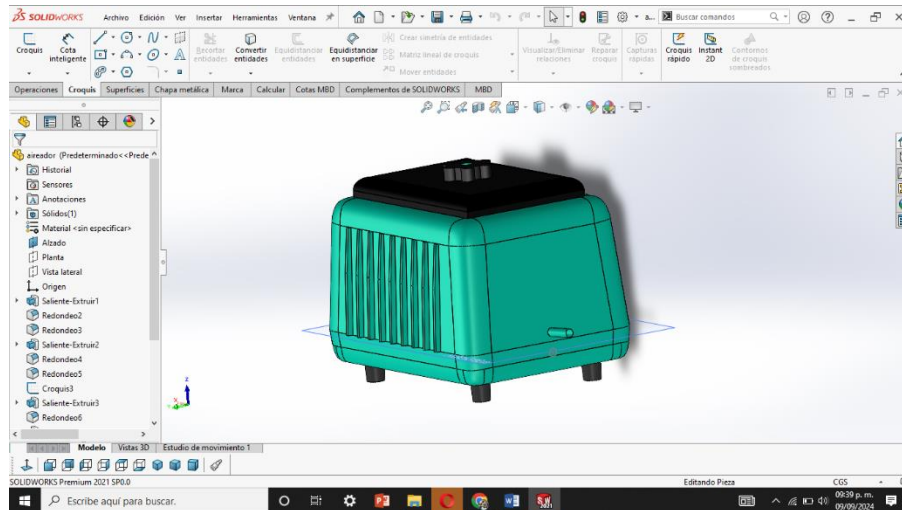 SOLIDWORKS Archivo Edición Ver Insertar Herramientas Ventana a... Buscar comandos
Croquis Cota inteligente Recortar entidades Convertir entidades Equidistanciar entidades Equidistanciar en superficie Crear simetría de entidades Visualizar/Eliminar relaciones Reparar croquis Capturas rápidas Croquis rápido Instant 2D Contornos de croquis combreados
Matriz lineal de croquis
Mover entidades
Operaciones Croquis Superficies Chapa metálica Marca Calcular Cotas MBD Complementos de SOLIDWORKS MBD
aireador (Predeterminado<<Prede
Historial
Sensores
Anotaciones
Sólidos(1)
Material <sin especificar>
Alzado
Planta
Vista lateral
Origen
Saliente-Extruir1
Redondeo2
Redondeo3
Saliente-Extruir2
Redondeo4
Redondeo5
Croquis3
Saliente-Extruir3
Redondeo6
Modelo Vistas 3D Estudio de movimiento 1
SOLIDWORKS Premium 2021 SP0.0 Editando Pieza CGS
Escribe aquí para buscar. 09:39 p. m.
09/09/2024